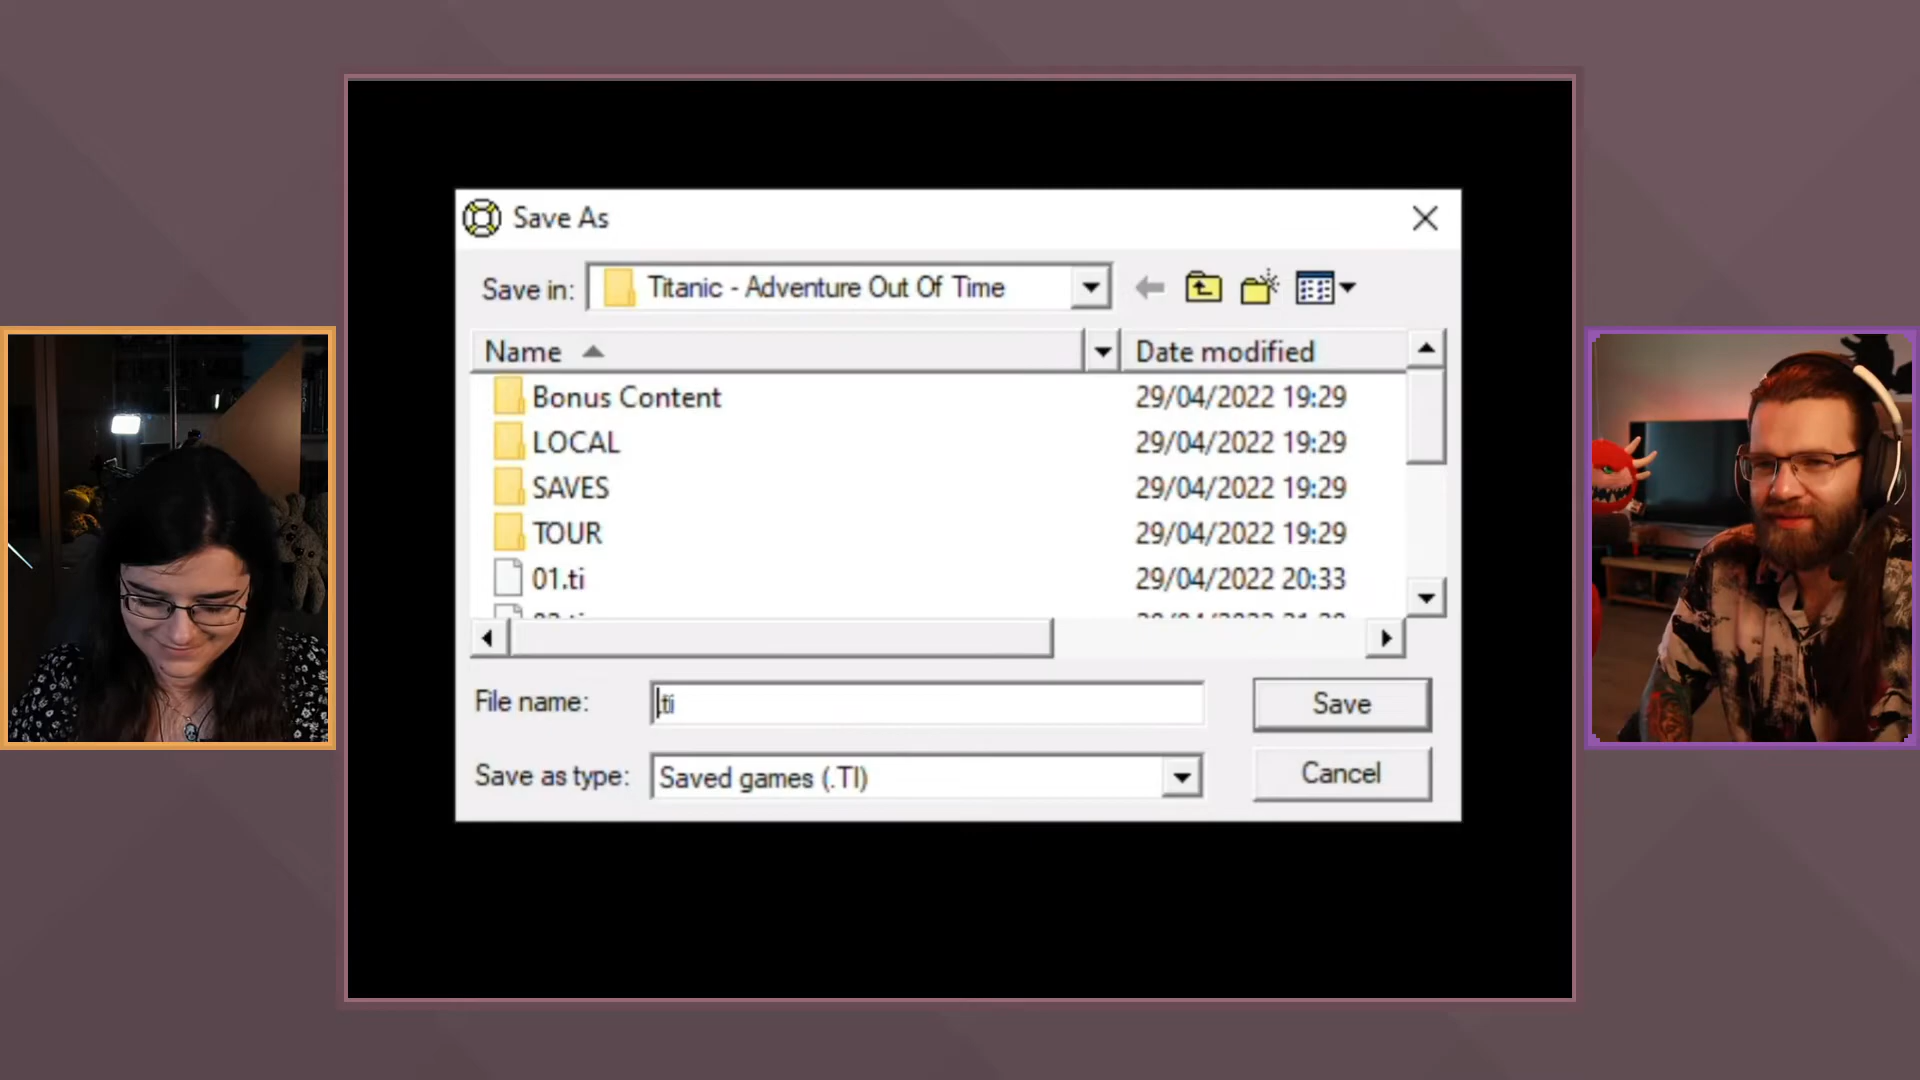 Save As
Save in: Titanic - Adventure Out Of Time
Name Date modified
Bonus Content 29/04/2022 19:29
LOCAL 29/04/2022 19:29
SAVES 29/04/2022 19:29
TOUR 29/04/2022 19:29
01.ti 29/04/2022 20:33
File name: .ti
Save
Save as type: Saved games (.TI)
Cancel